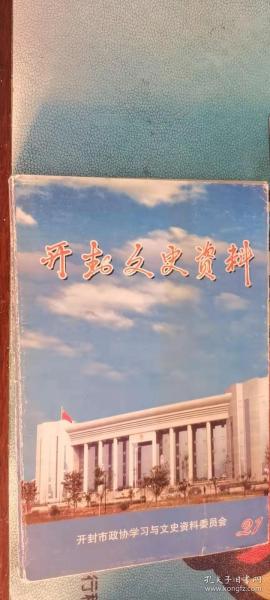 开封文史资料
开封市政协学习与文史资料委员会
21
行
孔夫子旧书网